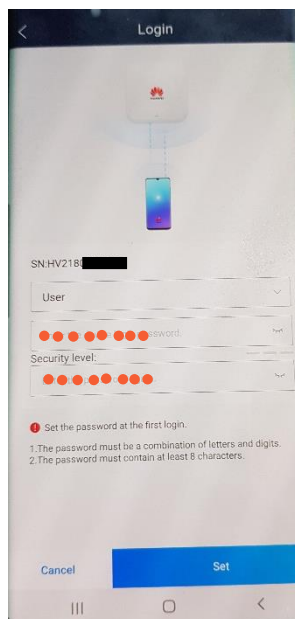 Login
SN:HV218
User
ssword.
Security level:
Set the password at the first login.
1.The password must be a combination of letters and digits.
2.The password must contain at least 8 characters.
Cancel
Set